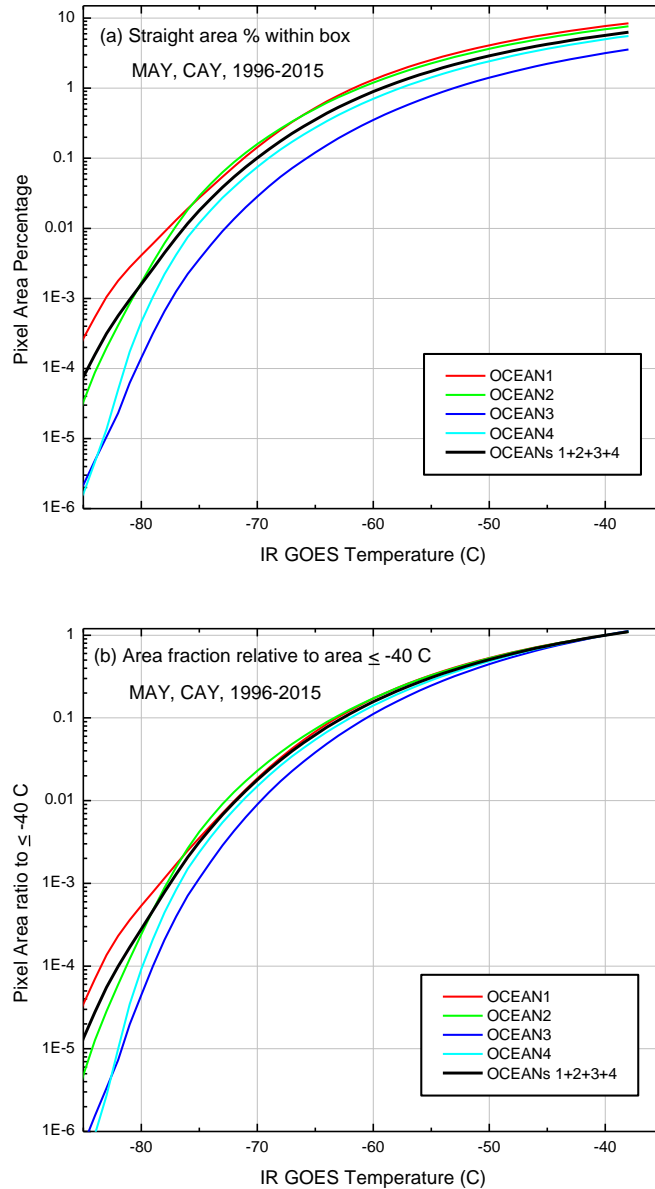 (a) Straight area % within box
MAY, CAY, 1996-2015
Pixel Area Percentage
10
1
0.1
0.01
1E-3
1E-4
1E-5
1E-6
OCEAN1
OCEAN2
OCEAN3
OCEAN4
OCEANs 1+2+3+4
-80 -70 -60 -50 -40
IR GOES Temperature (C)
(b) Area fraction relative to area ≤ -40 C
MAY, CAY, 1996-2015
Pixel Area ratio to ≤ -40 C
1
0.1
0.01
1E-3
1E-4
1E-5
1E-6
OCEAN1
OCEAN2
OCEAN3
OCEAN4
OCEANs 1+2+3+4
-80 -70 -60 -50 -40
IR GOES Temperature (C)